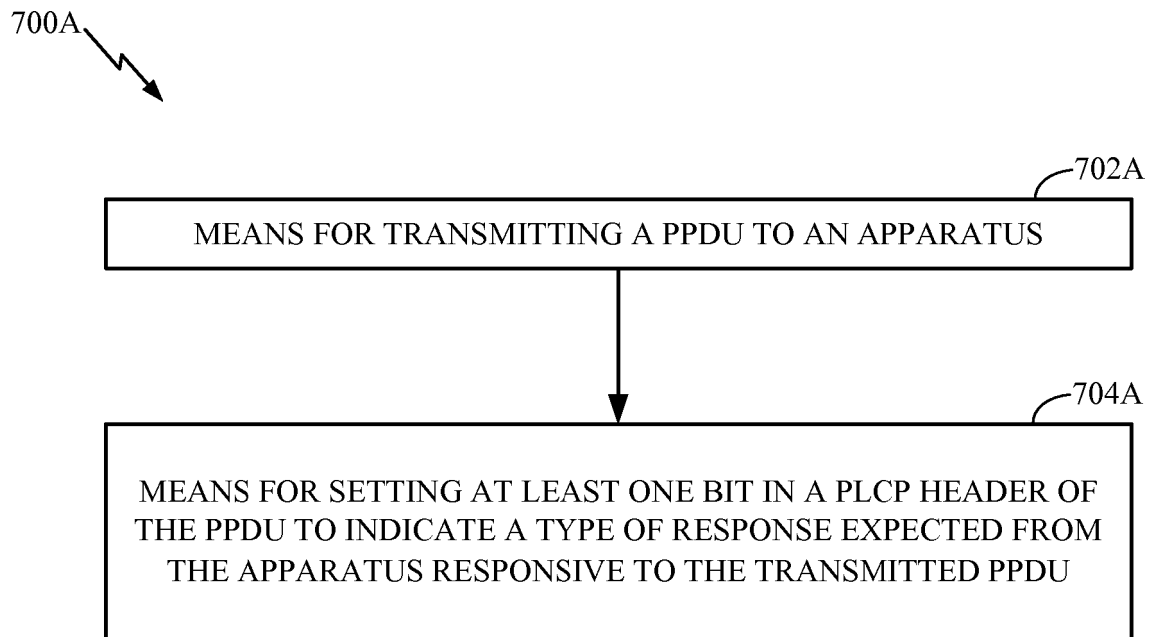 700A
702A
MEANS FOR TRANSMITTING A PPDU TO AN APPARATUS
704A
MEANS FOR SETTING AT LEAST ONE BIT IN A PLCP HEADER OF
THE PPDU TO INDICATE A TYPE OF RESPONSE EXPECTED FROM
THE APPARATUS RESPONSIVE TO THE TRANSMITTED PPDU